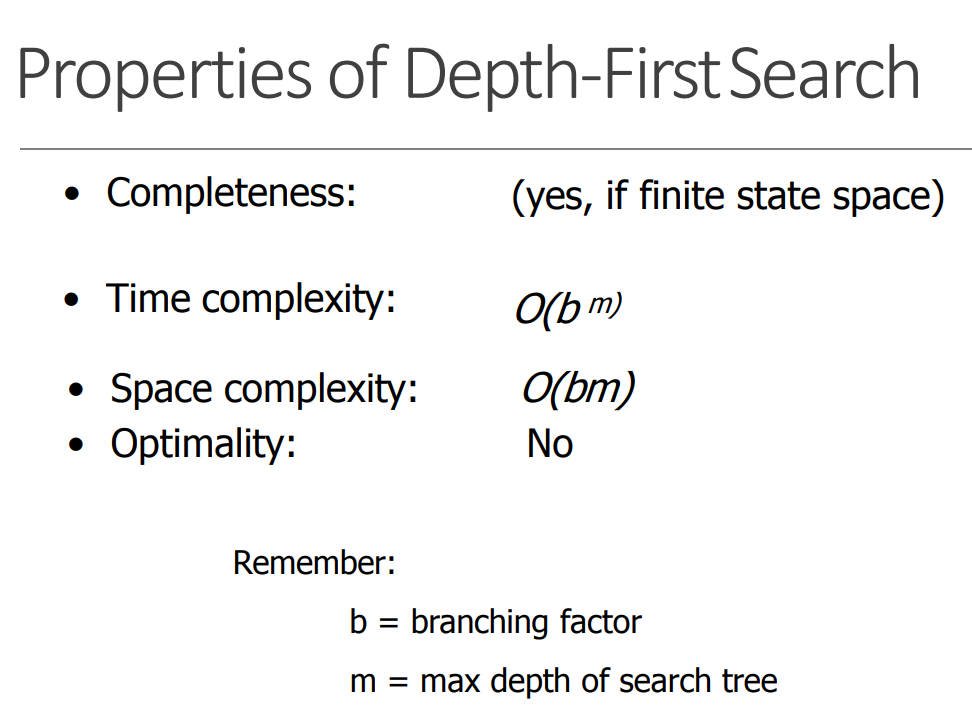 Properties of Depth-First Search
• Completeness: (yes, if finite state space)
• Time complexity: O(b ᵐ⁾
• Space complexity: O(bm)
• Optimality: No
Remember:
b = branching factor
m = max depth of search tree